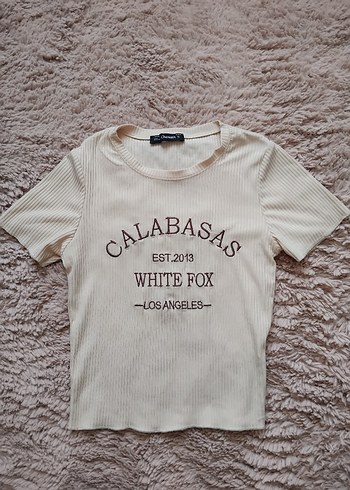 CALABASAS
EST.2013
WHITE FOX
—LOS ANGELES—